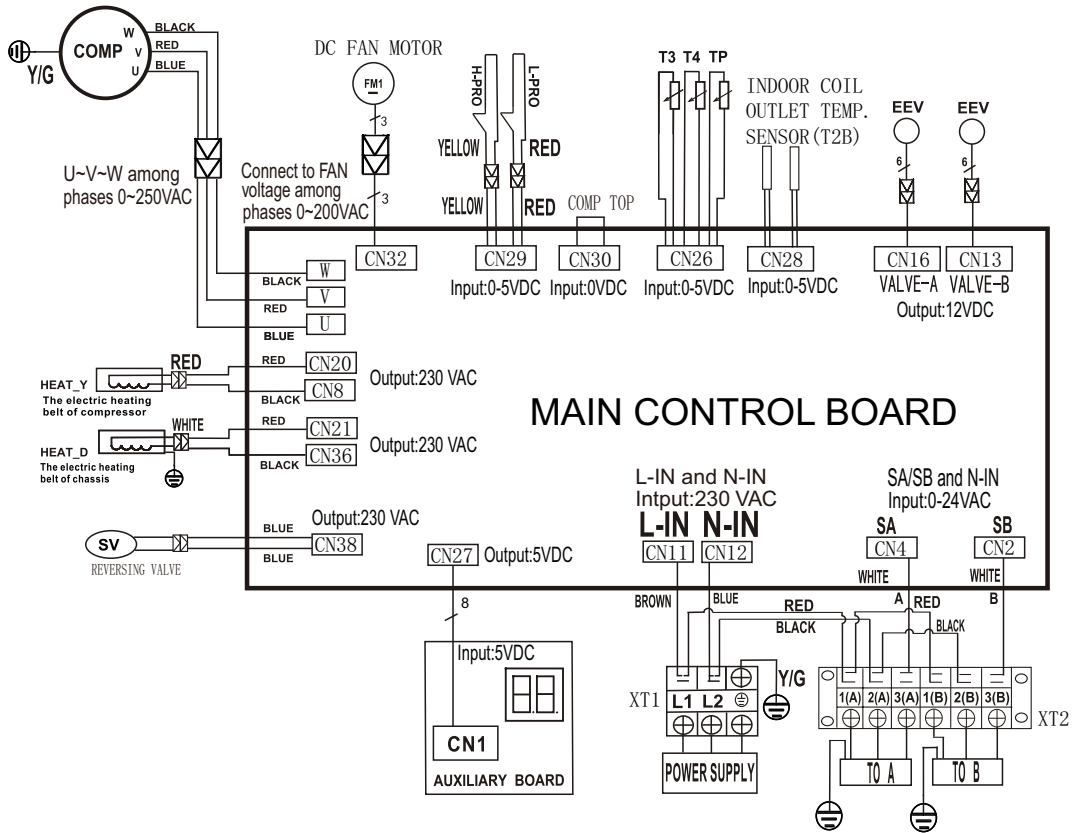 COMP
W
V
U
BLACK
RED
BLUE
Y/G
DC FAN MOTOR
FM1
3
3
U~V~W among
phases 0~250VAC
Connect to FAN
voltage among
phases 0~200VAC
H-PRO
L-PRO
YELLOW
RED
YELLOW
RED
COMP TOP
T3 T4 TP
INDOOR COIL
OUTLET TEMP.
SENSOR(T2B)
EEV
EEV
6
6
CN32
CN29
Input:0-5VDC
CN30
Input:0VDC
CN26
Input:0-5VDC
CN28
Input:0-5VDC
CN16
VALVE-A
CN13
VALVE-B
Output:12VDC
BLACK
W
RED
V
BLUE
U
HEAT_Y
The electric heating
belt of compressor
RED
RED
CN20
BLACK
CN8
Output:230 VAC
HEAT_D
The electric heating
belt of chassis
WHITE
RED
CN21
BLACK
CN36
Output:230 VAC
MAIN CONTROL BOARD
SV
REVERSING VALVE
BLUE
BLUE
Output:230 VAC
CN38
CN27
Output:5VDC
8
L-IN and N-IN
Intput:230 VAC
L-IN N-IN
CN11
CN12
SA/SB and N-IN
Input:0-24VAC
SA
CN4
SB
CN2
WHITE
A
WHITE
B
BROWN
BLUE
RED
BLACK
RED
BLACK
Input:5VDC
CN1
AUXILIARY BOARD
XT1
L1 L2
Y/G
POWER SUPPLY
1(A) 2(A) 3(A) 1(B) 2(B) 3(B)
XT2
TO A
TO B